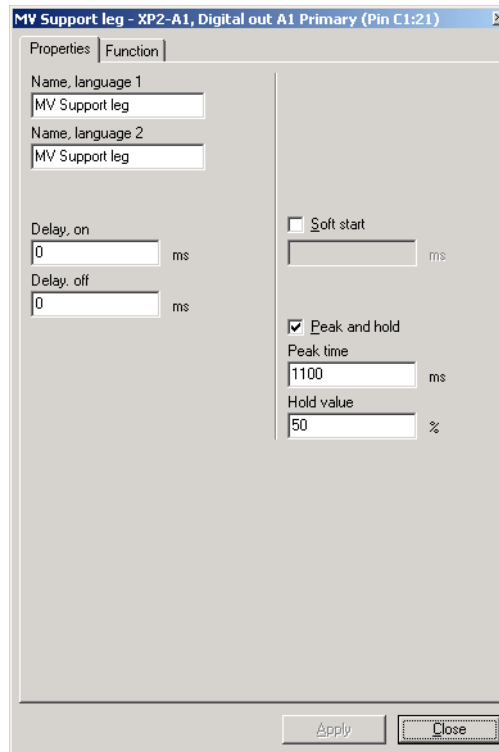 MV Support leg - XP2-A1, Digital out A1 Primary (Pin C1:21)
Properties
Function
Name, language 1
MV Support leg
Name, language 2
MV Support leg
Delay, on
0 ms
Delay. off
0 ms
Soft start
ms
Peak and hold
Peak time
1100 ms
Hold value
50 %
Apply
Close